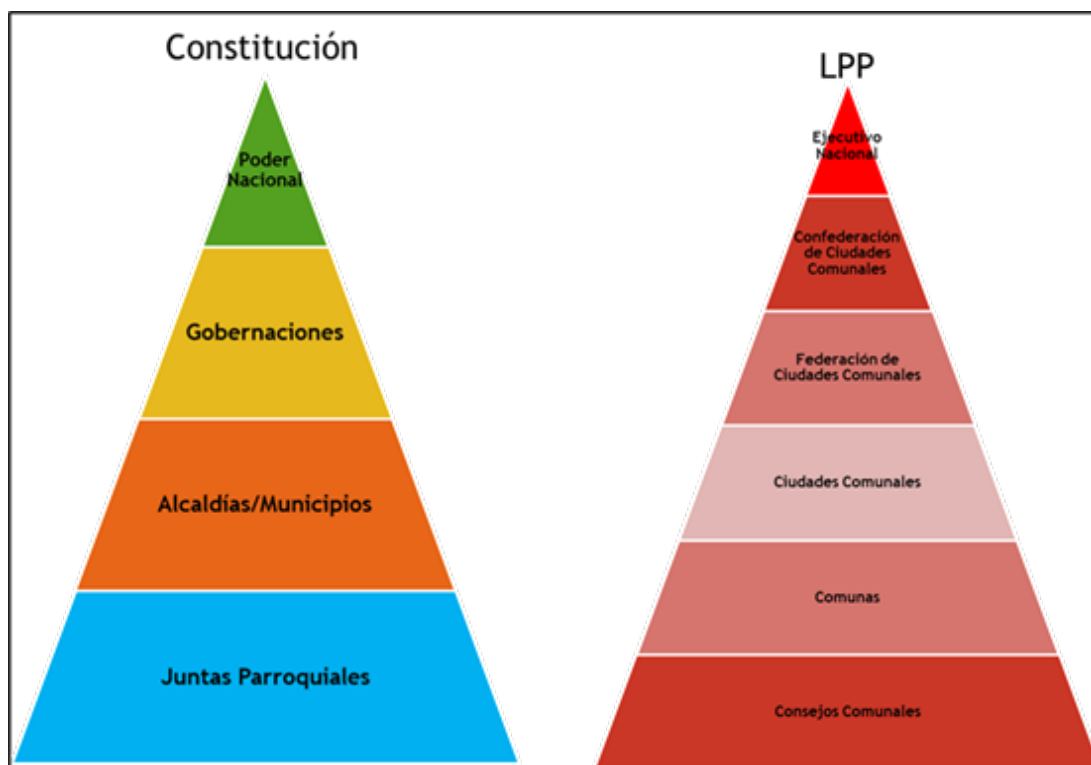 Constitución
Poder
Nacional
Gobernaciones
Alcaldías/Municipios
Juntas Parroquiales
LPP
Ejecutivo
Nacional
Confederación
de Ciudades
Comunales
Federación de
Ciudades Comunales
Ciudades Comunales
Comunas
Consejos Comunales